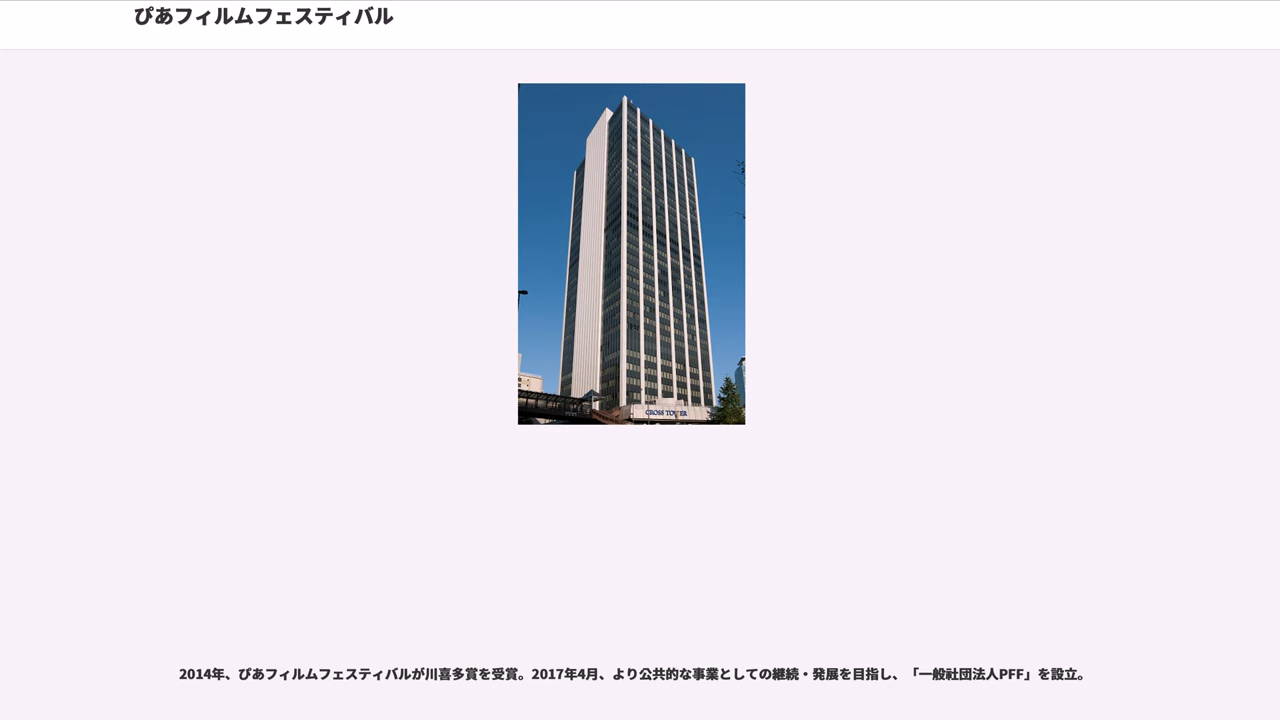 ぴあフィルムフェスティバル
CROSS TOWER
2014年、ぴあフィルムフェスティバルが川喜多賞を受賞。2017年4月、より公共的な事業としての継続・発展を目指し、「一般社団法人PFF」を設立。